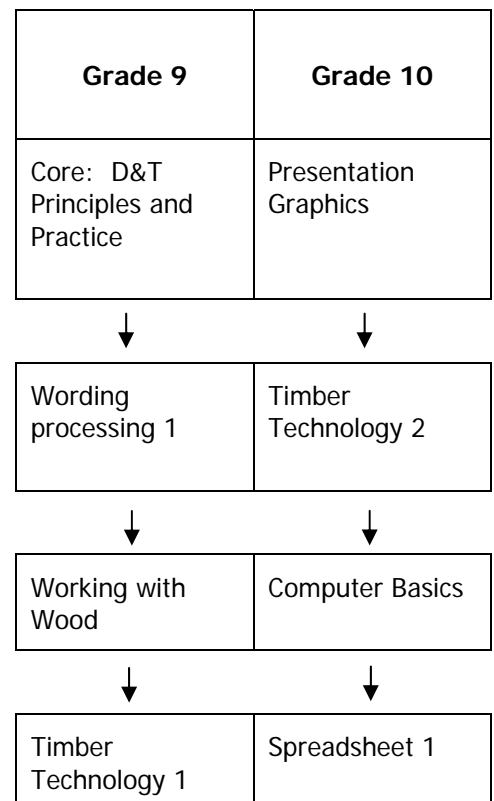 Grade 9
Grade 10
Core: D&T
Principles and
Practice
Presentation
Graphics
Wording
processing 1
Timber
Technology 2
Working with
Wood
Computer Basics
Timber
Technology 1
Spreadsheet 1